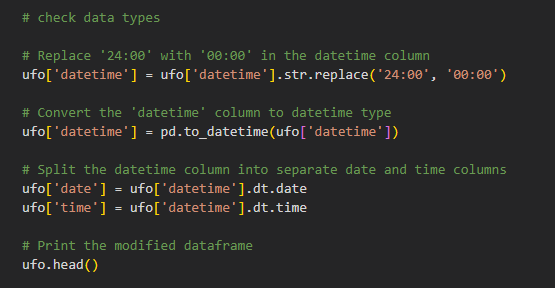 # check data types
# Replace '24:00' with '00:00' in the datetime column
ufo['datetime'] = ufo['datetime'].str.replace('24:00', '00:00')
# Convert the 'datetime' column to datetime type
ufo['datetime'] = pd.to_datetime(ufo['datetime'])
# Split the datetime column into separate date and time columns
ufo['date'] = ufo['datetime'].dt.date
ufo['time'] = ufo['datetime'].dt.time
# Print the modified dataframe
ufo.head()